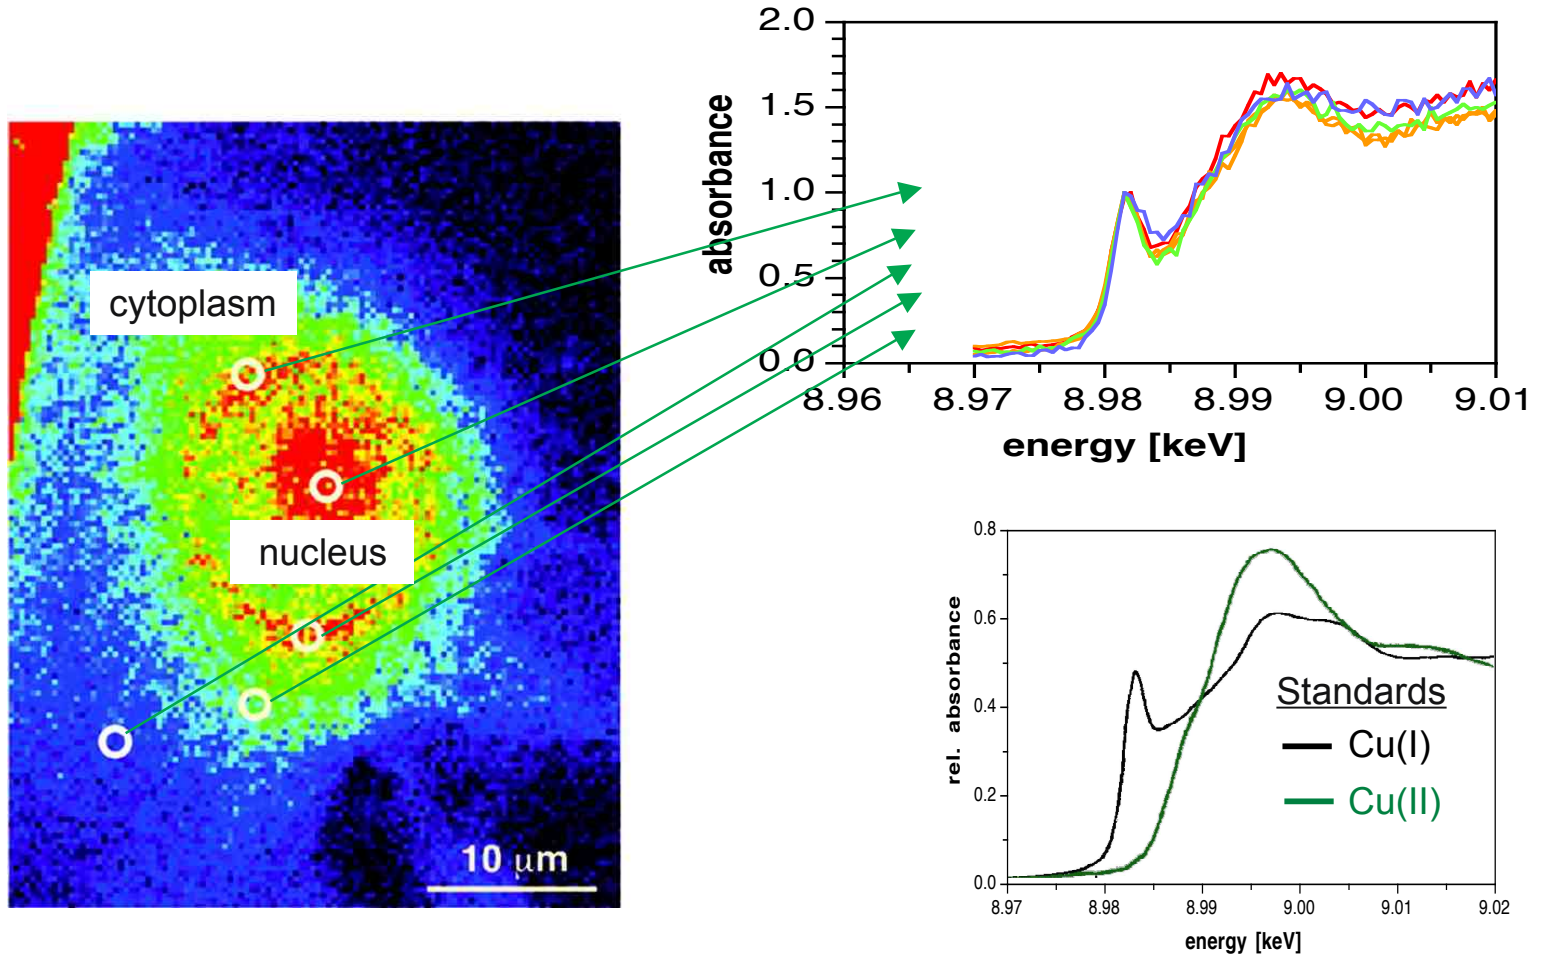 cytoplasm
nucleus
10 µm
absorbance
2.0
1.5
1.0
0.5
0.0
8.96 8.97 8.98 8.99 9.00 9.01
energy [keV]
rel. absorbance
0.8
0.6
0.4
0.2
0.0
Standards
Cu(I)
Cu(II)
8.97 8.98 8.99 9.00 9.01 9.02
energy [keV]